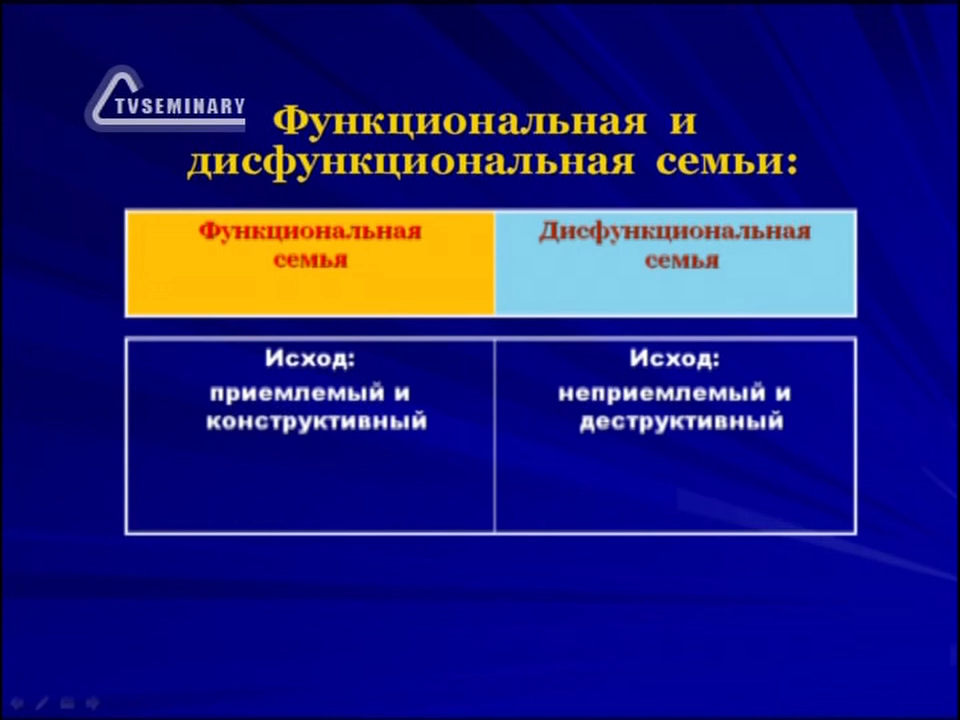 TVSEMINARY
Функциональная и
дисфункциональная семьи:
Функциональная
семья
Дисфункциональная
семья
Исход:
приемлемый и
конструктивный
Исход:
неприемлемый и
деструктивный